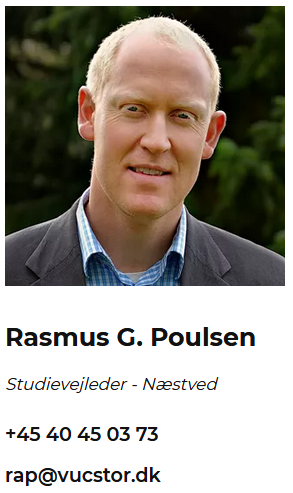 Rasmus G. Poulsen
Studievejleder - Næstved
+45 40 45 03 73
rap@vucstor.dk